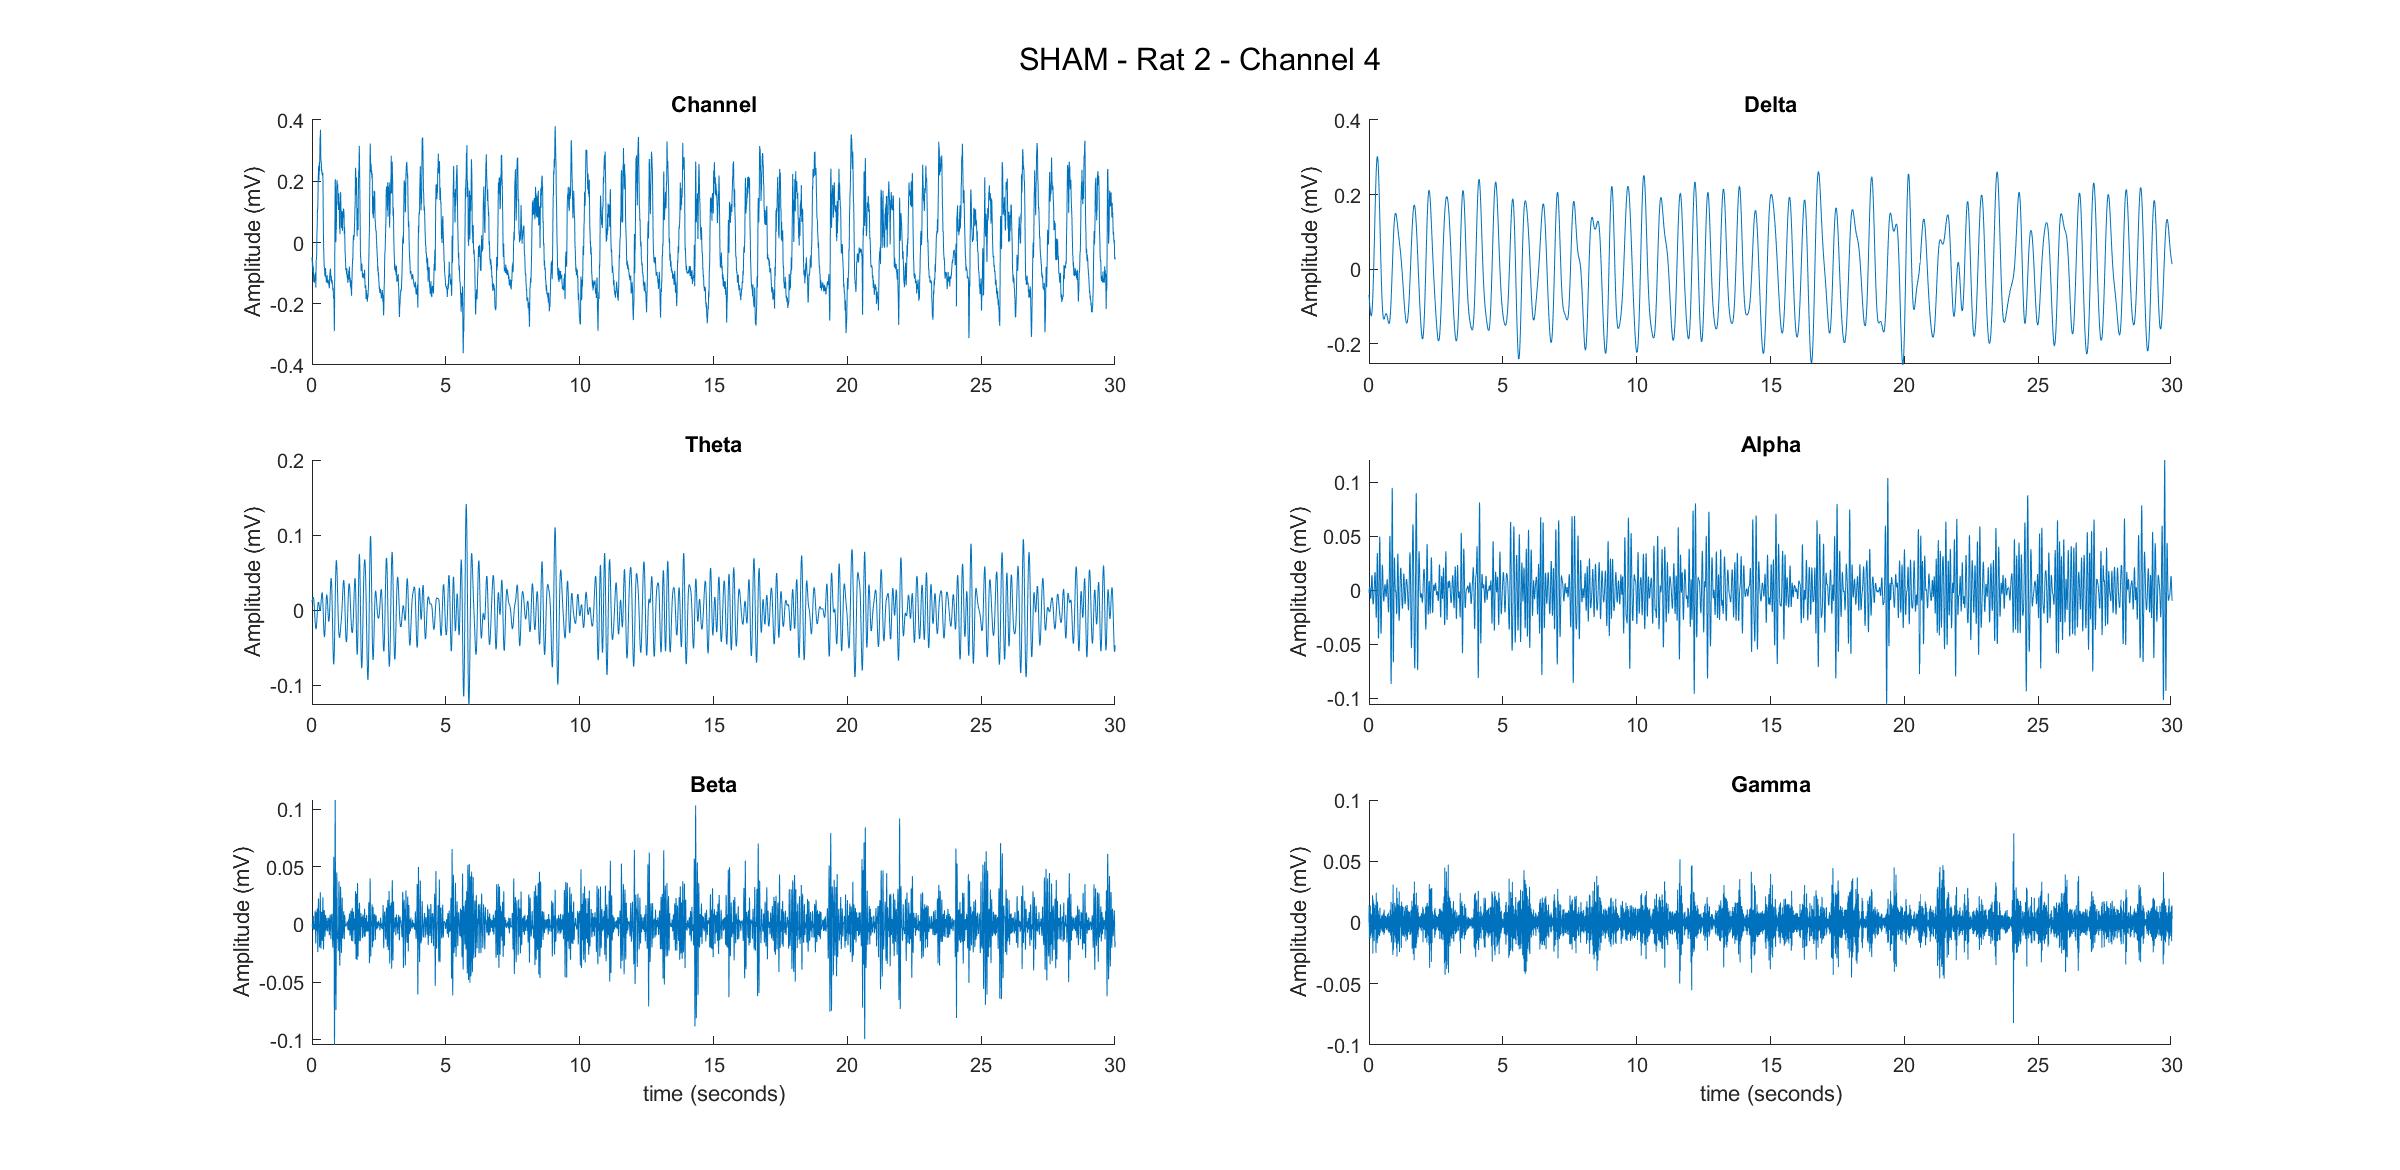 SHAM - Rat 2 - Channel 4
Channel
Amplitude (mV)
0.4
0.2
0
-0.2
-0.4
0 5 10 15 20 25 30
Delta
Amplitude (mV)
0.4
0.2
0
-0.2
0 5 10 15 20 25 30
Theta
Amplitude (mV)
0.2
0.1
0
-0.1
0 5 10 15 20 25 30
Alpha
Amplitude (mV)
0.1
0.05
0
-0.05
-0.1
0 5 10 15 20 25 30
Beta
Amplitude (mV)
0.1
0.05
0
-0.05
-0.1
0 5 10 15 20 25 30
time (seconds)
Gamma
Amplitude (mV)
0.1
0.05
0
-0.05
-0.1
0 5 10 15 20 25 30
time (seconds)